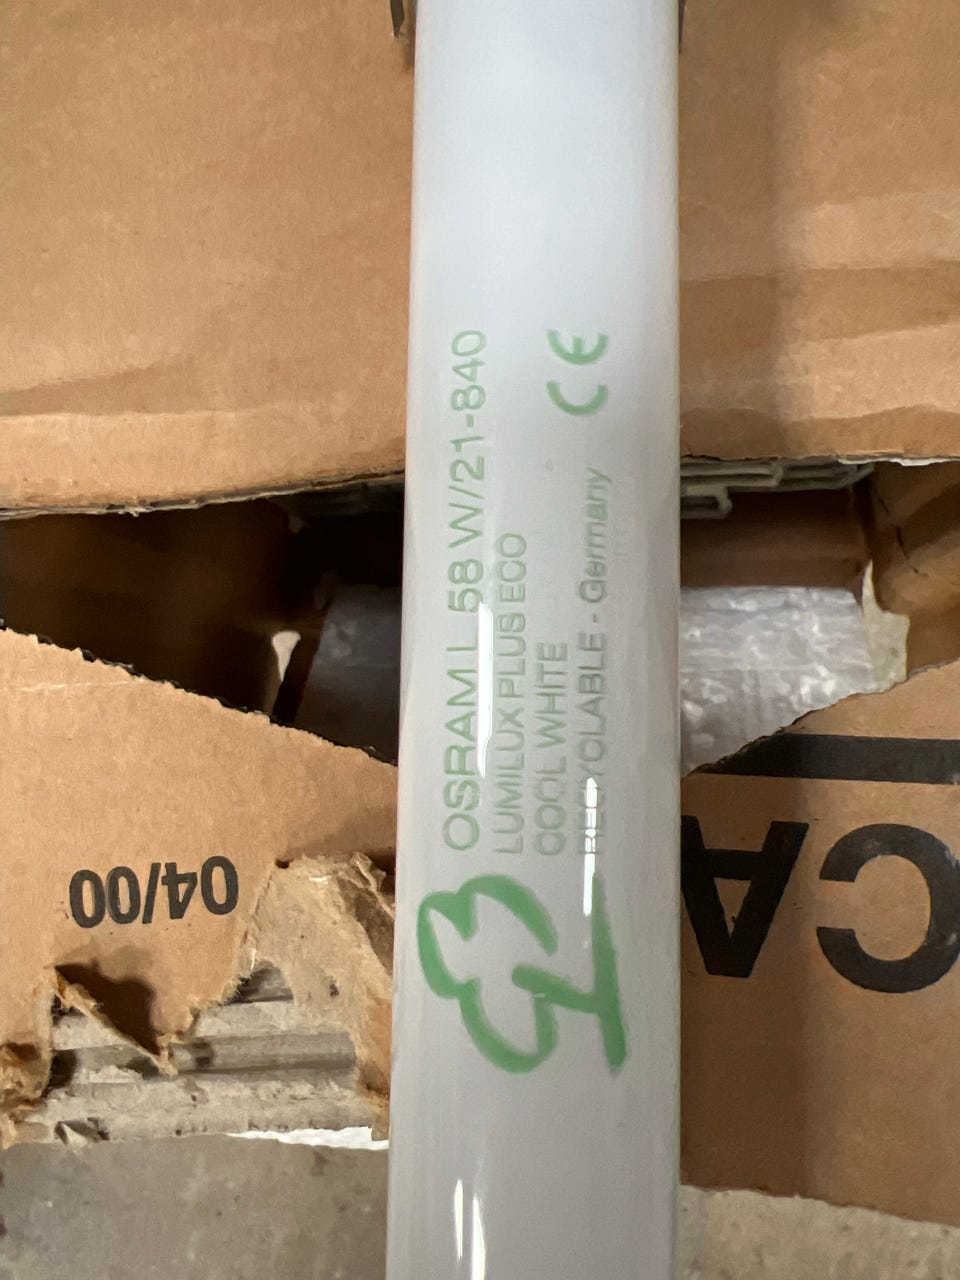 OSRAM L 58 W/21-840
LUMILUX PLUS ECO
COOL WHITE
RECYCLABLE - Germany
CE
04/00
CA